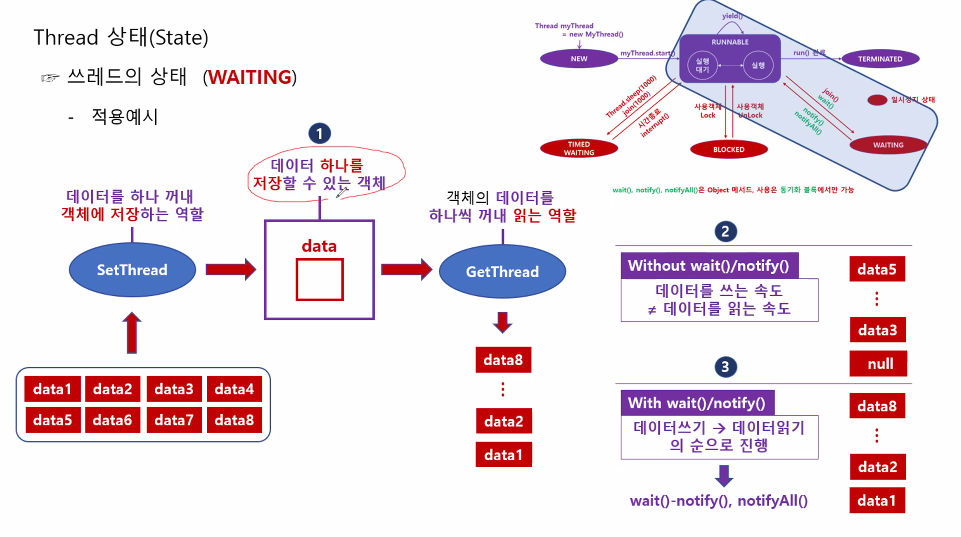 Thread 상태(State)
☞ 쓰레드의 상태 (WAITING)
- 적용예시
Thread myThread
= new MyThread()
NEW
myThread.start()
yield()
RUNNABLE
실행
대기
실행
run() 완료
TERMINATED
Thread.sleep(1000)
join(1000)
시간종료
interrupt()
사용객체
Lock
사용객체
UnLock
join()
wait()
notify()
notifyAll()
일시정지 상태
TIMED
WAITING
BLOCKED
WAITING
wait(), notify(), notifyAll()은 Object 메서드, 사용은 동기화 블록에서만 가능
1
데이터 하나를
저장할 수 있는 객체
데이터를 하나 꺼내
객체에 저장하는 역할
객체의 데이터를
하나씩 꺼내 읽는 역할
SetThread
data
GetThread
data1 data2 data3 data4
data5 data6 data7 data8
data8
⋮
data2
data1
2
Without wait()/notify()
데이터를 쓰는 속도
≠ 데이터를 읽는 속도
data5
⋮
data3
null
3
With wait()/notify()
데이터쓰기 → 데이터읽기
의 순으로 진행
wait()-notify(), notifyAll()
data8
⋮
data2
data1